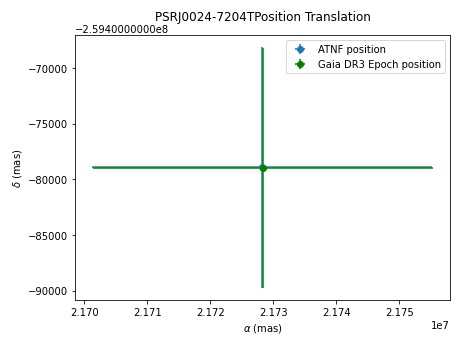 PSRJ0024-7204TPosition Translation
−2.5940000000e8
ATNF position
Gaia DR3 Epoch position
−70000
−75000
−80000
−85000
−90000
δ (mas)
2.170 2.171 2.172 2.173 2.174 2.175
1e7
α (mas)